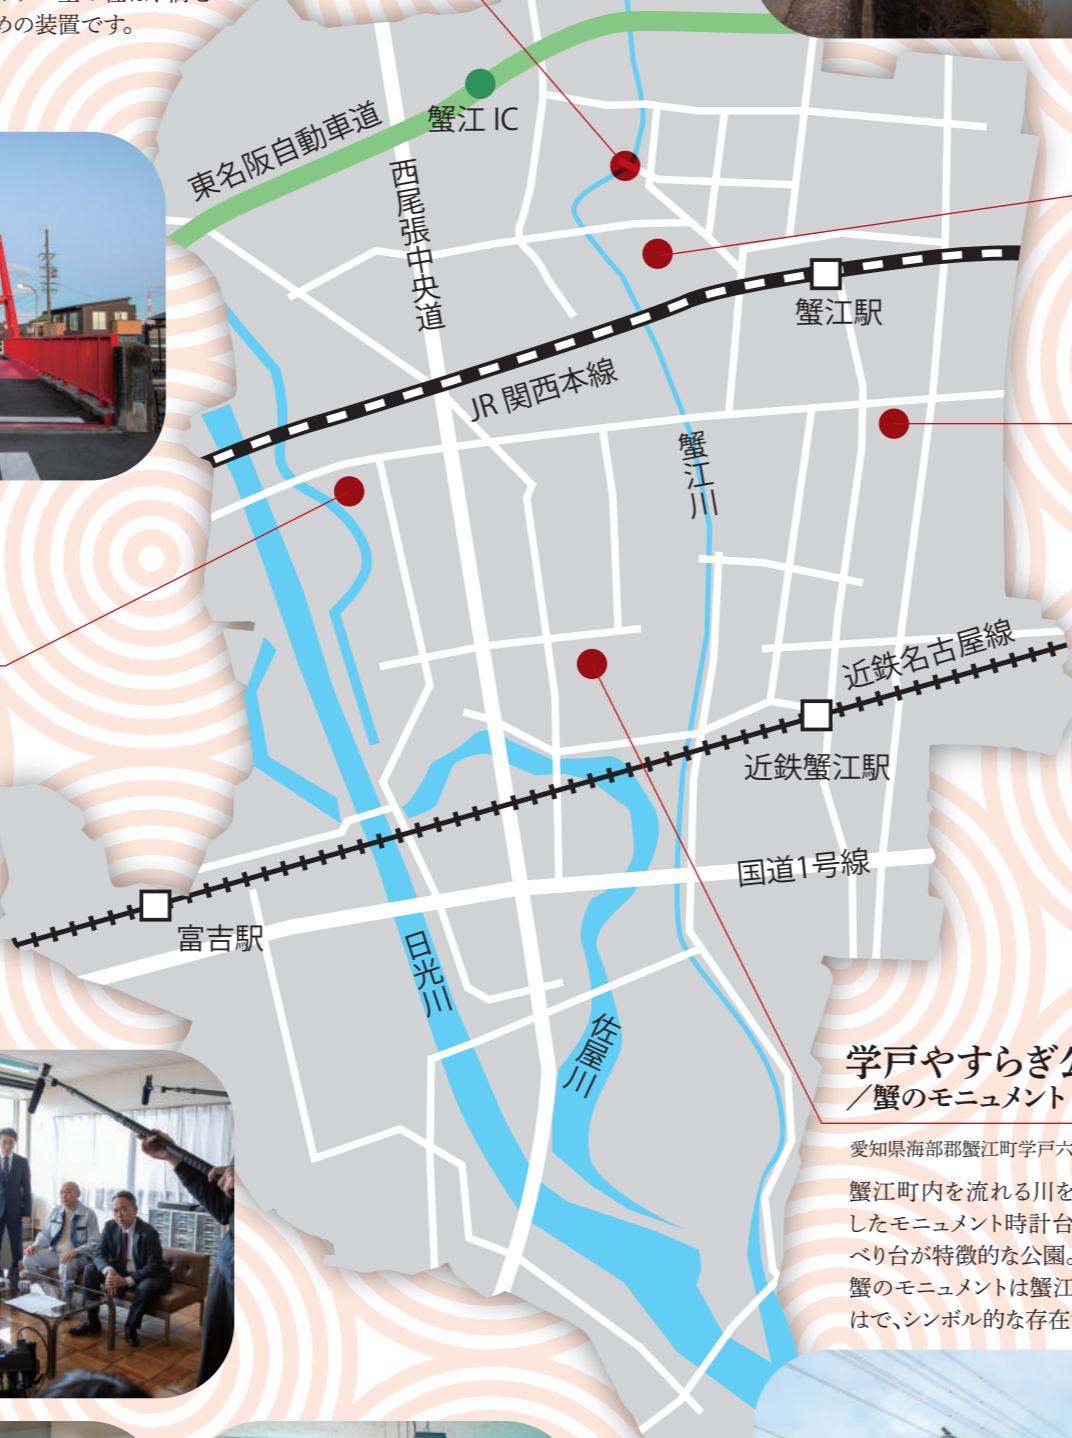 めの装置です。
東名阪自動車道
蟹江 IC
西尾張中央道
蟹江駅
JR 関西本線
蟹江川
近鉄名古屋線
近鉄蟹江駅
国道1号線
富吉駅
日光川
佐屋川
学戸やすらぎ公
／蟹のモニュメント
愛知県海部郡蟹江町学戸六
蟹江町内を流れる川を
したモニュメント時計台
べり台が特徴的な公園。
蟹のモニュメントは蟹江
はで、シンボル的な存在